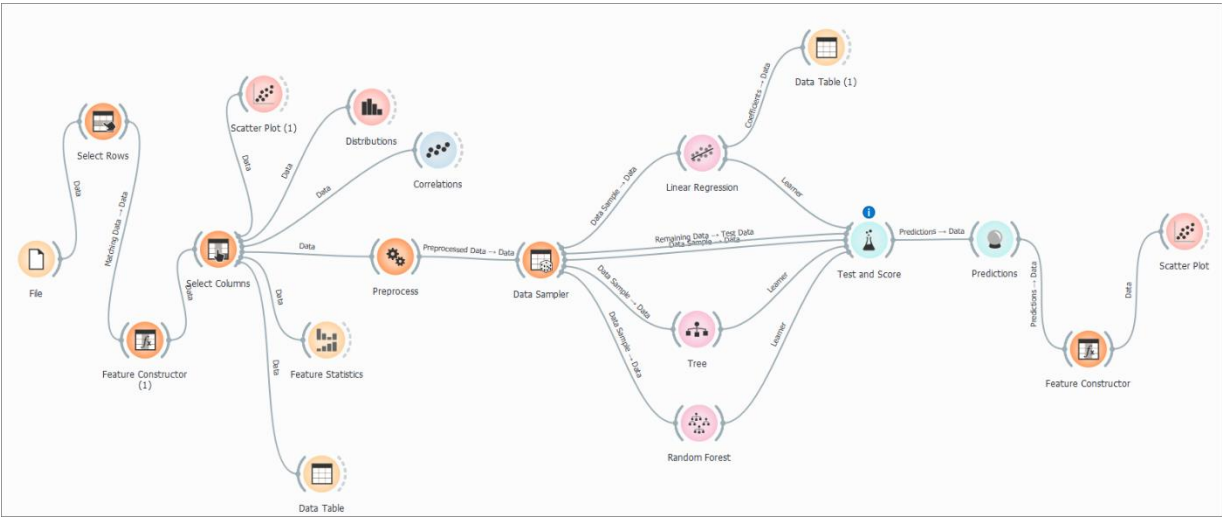 Data Table (1)
Coefficients → Data
Scatter Plot (1)
Distributions
Correlations
Select Rows
Linear Regression
Data
Data
Data
Data
Data
Matching Data → Data
Data Sample → Data
Learner
File
Select Columns
Data
Data
Preprocess
Preprocessed Data → Data
Data Sampler
Remaining Data → Test Data
Data Sample → Data
Test and Score
Predictions → Data
Predictions
Scatter Plot
Feature Constructor
(1)
Data
Feature Statistics
Data Sample → Data
Tree
Learner
Predictions → Data
Data
Feature Constructor
Data
Data Sample → Data
Random Forest
Learner
Data Table